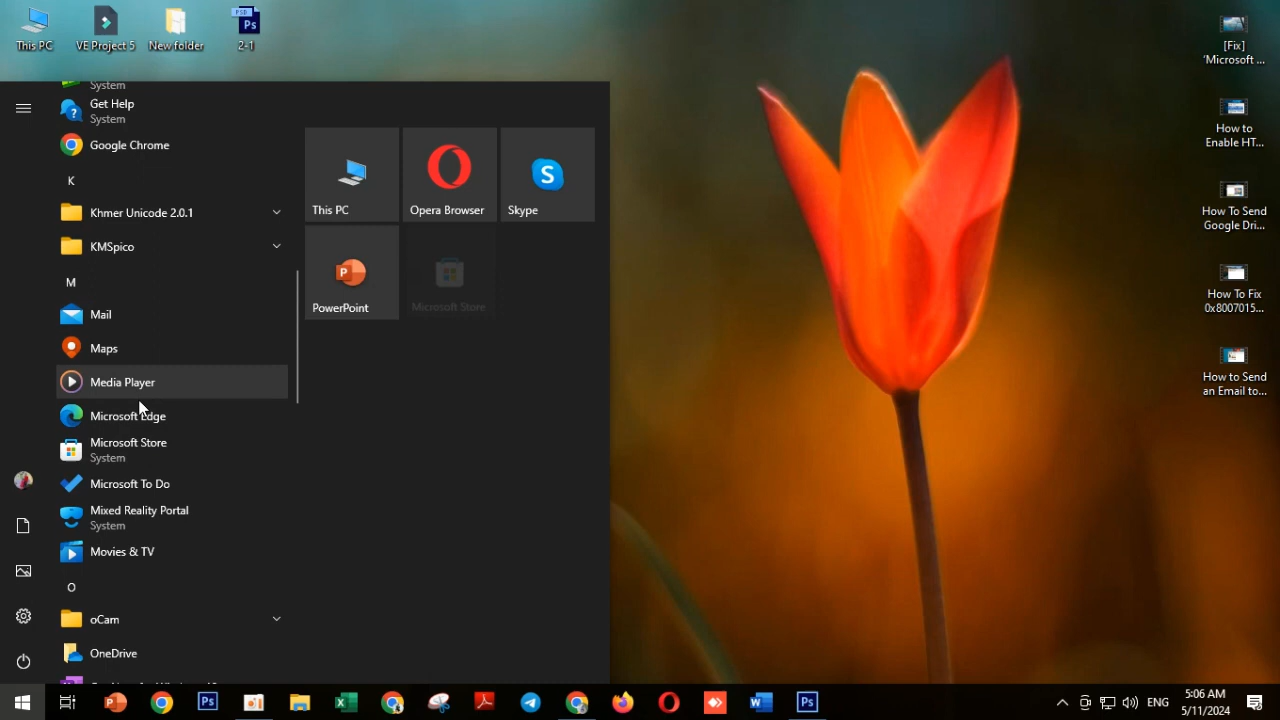 This PC
VE Project 5
New folder
PSD
Ps
2-1
[Fix]
'Microsoft ...
How to
Enable HT...
How To Send
Google Dri...
How To Fix
0x8007015...
How to Send
an Email to...
System
Get Help
System
Google Chrome
K
Khmer Unicode 2.0.1
KMSpico
M
Mail
Maps
Media Player
Microsoft Edge
Microsoft Store
System
Microsoft To Do
Mixed Reality Portal
System
Movies & TV
O
oCam
OneDrive
This PC
Opera Browser
S
Skype
P
PowerPoint
Microsoft Store
Ps
Ps
ENG
5:06 AM
5/11/2024